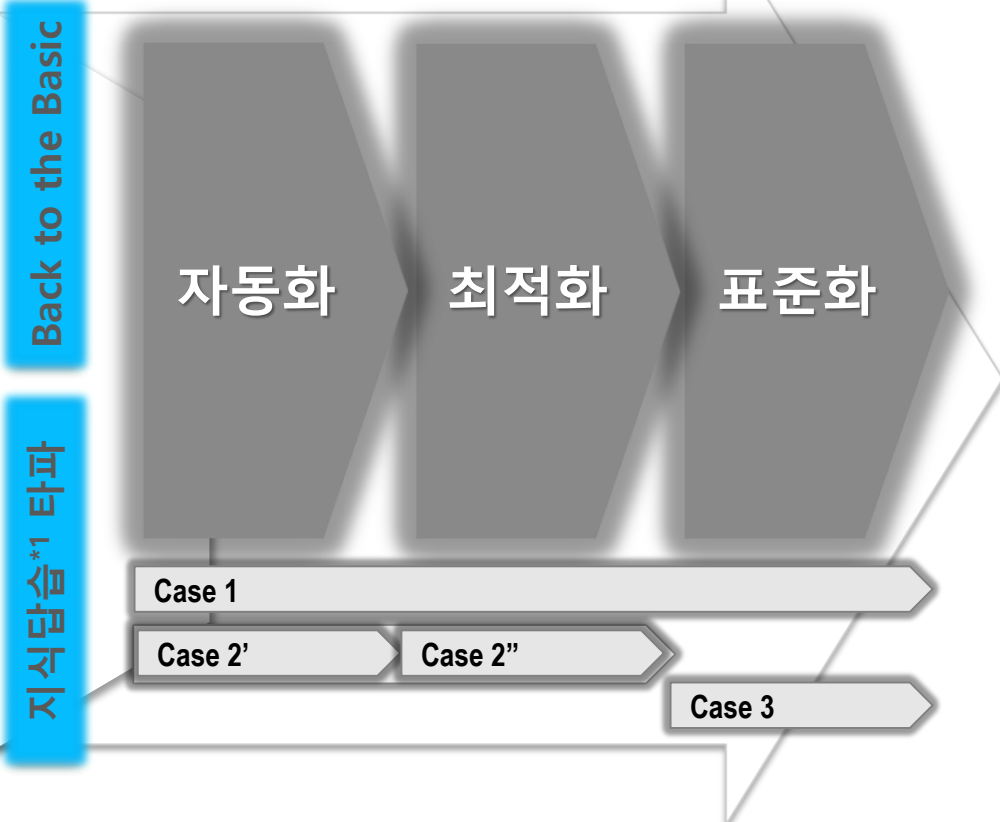 Back to the Basic
자동화
최적화
표준화
지식답습*1 타파
Case 1
Case 2’
Case 2”
Case 3